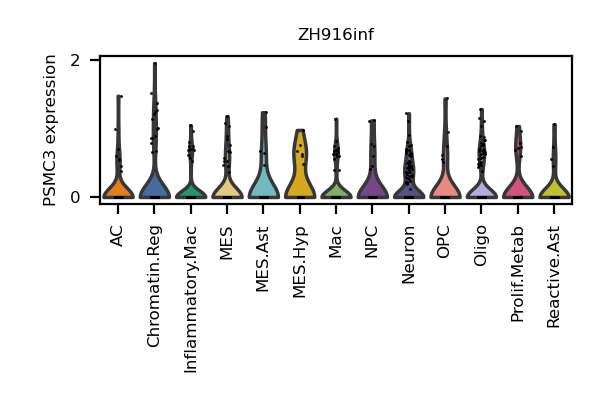 ZH916inf
PSMC3 expression
2
0
AC
Chromatin.Reg
Inflammatory.Mac
MES
MES.Ast
MES.Hyp
Mac
NPC
Neuron
OPC
Oligo
Prolif.Metab
Reactive.Ast